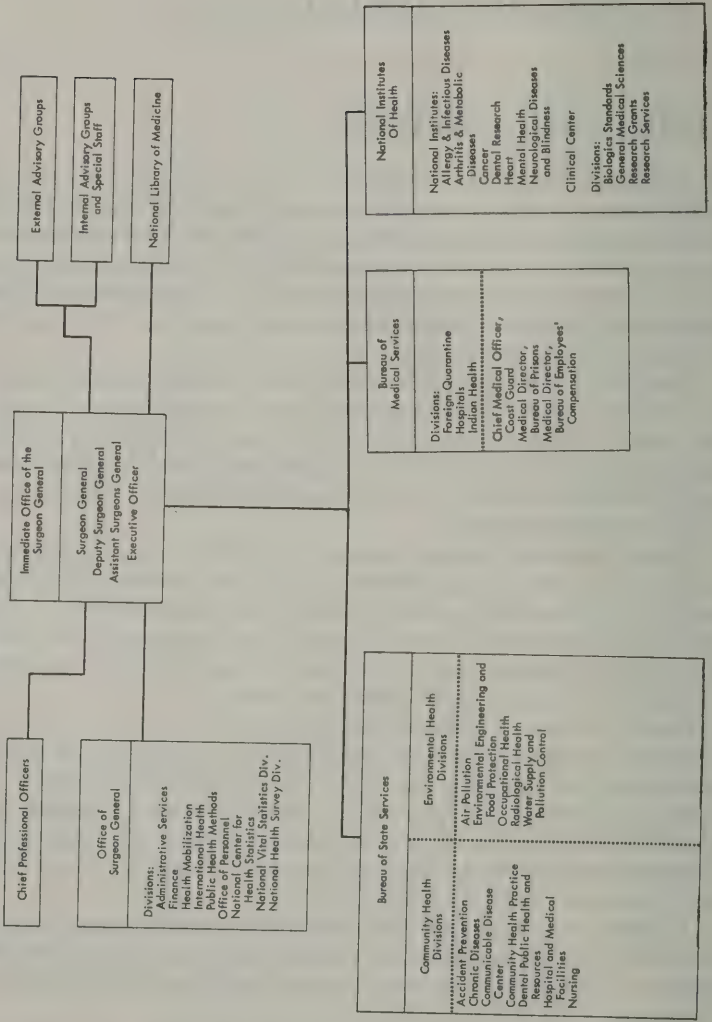 Chief Professional Officers
Immediate Office of the
Surgeon General
Surgeon General
Deputy Surgeon General
Assistant Surgeons General
Executive Officer
External Advisory Groups
Internal Advisory Groups
and Special Staff
National Library of Medicine
Office of
Surgeon General
Divisions:
Administrative Services
Finance
Health Mobilization
International Health
Public Health Methods
Office of Personnel
National Center for
Health Statistics
National Vital Statistics Div.
National Health Survey Div.
Bureau of State Services
Community Health
Divisions
Accident Prevention
Chronic Diseases
Communicable Disease
Center
Community Health Practice
Dental Public Health and
Resources
Hospital and Medical
Facilities
Nursing
Environmental Health
Divisions
Air Pollution
Environmental Engineering and
Food Protection
Occupational Health
Radiological Health
Water Supply and
Pollution Control
Bureau of
Medical Services
Divisions:
Foreign Quarantine
Hospitals
Indian Health
Chief Medical Officer,
Coast Guard
Medical Director,
Bureau of Prisons
Medical Director,
Bureau of Employees'
Compensation
National Institutes
Of Health
National Institutes:
Allergy & Infectious Diseases
Arthritis & Metabolic
Diseases
Cancer
Dental Research
Heart
Mental Health
Neurological Diseases
and Blindness
Clinical Center
Divisions:
Biologics Standards
General Medical Sciences
Research Grants
Research Services